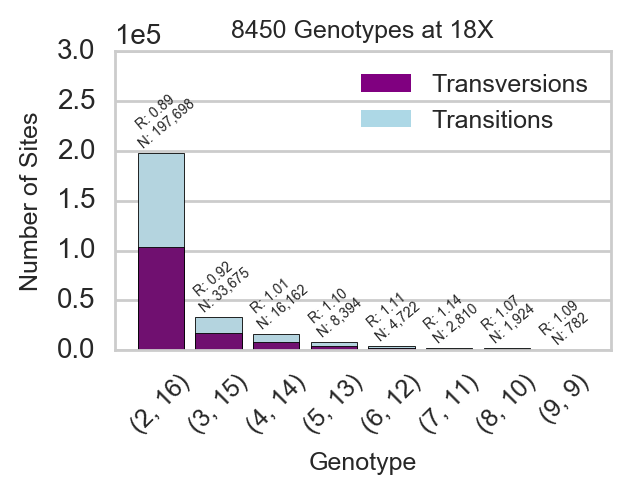 8450 Genotypes at 18X
1e5
3.0
2.5
2.0
1.5
1.0
0.5
0.0
Number of Sites
Transversions
Transitions
R: 0.89
N: 197,698
R: 0.92
N: 33,675
R: 1.01
N: 16,162
R: 1.10
N: 8,394
R: 1.11
N: 4,722
R: 1.14
N: 2,810
R: 1.07
N: 1,924
R: 1.09
N: 782
(2, 16)
(3, 15)
(4, 14)
(5, 13)
(6, 12)
(7, 11)
(8, 10)
(9, 9)
Genotype